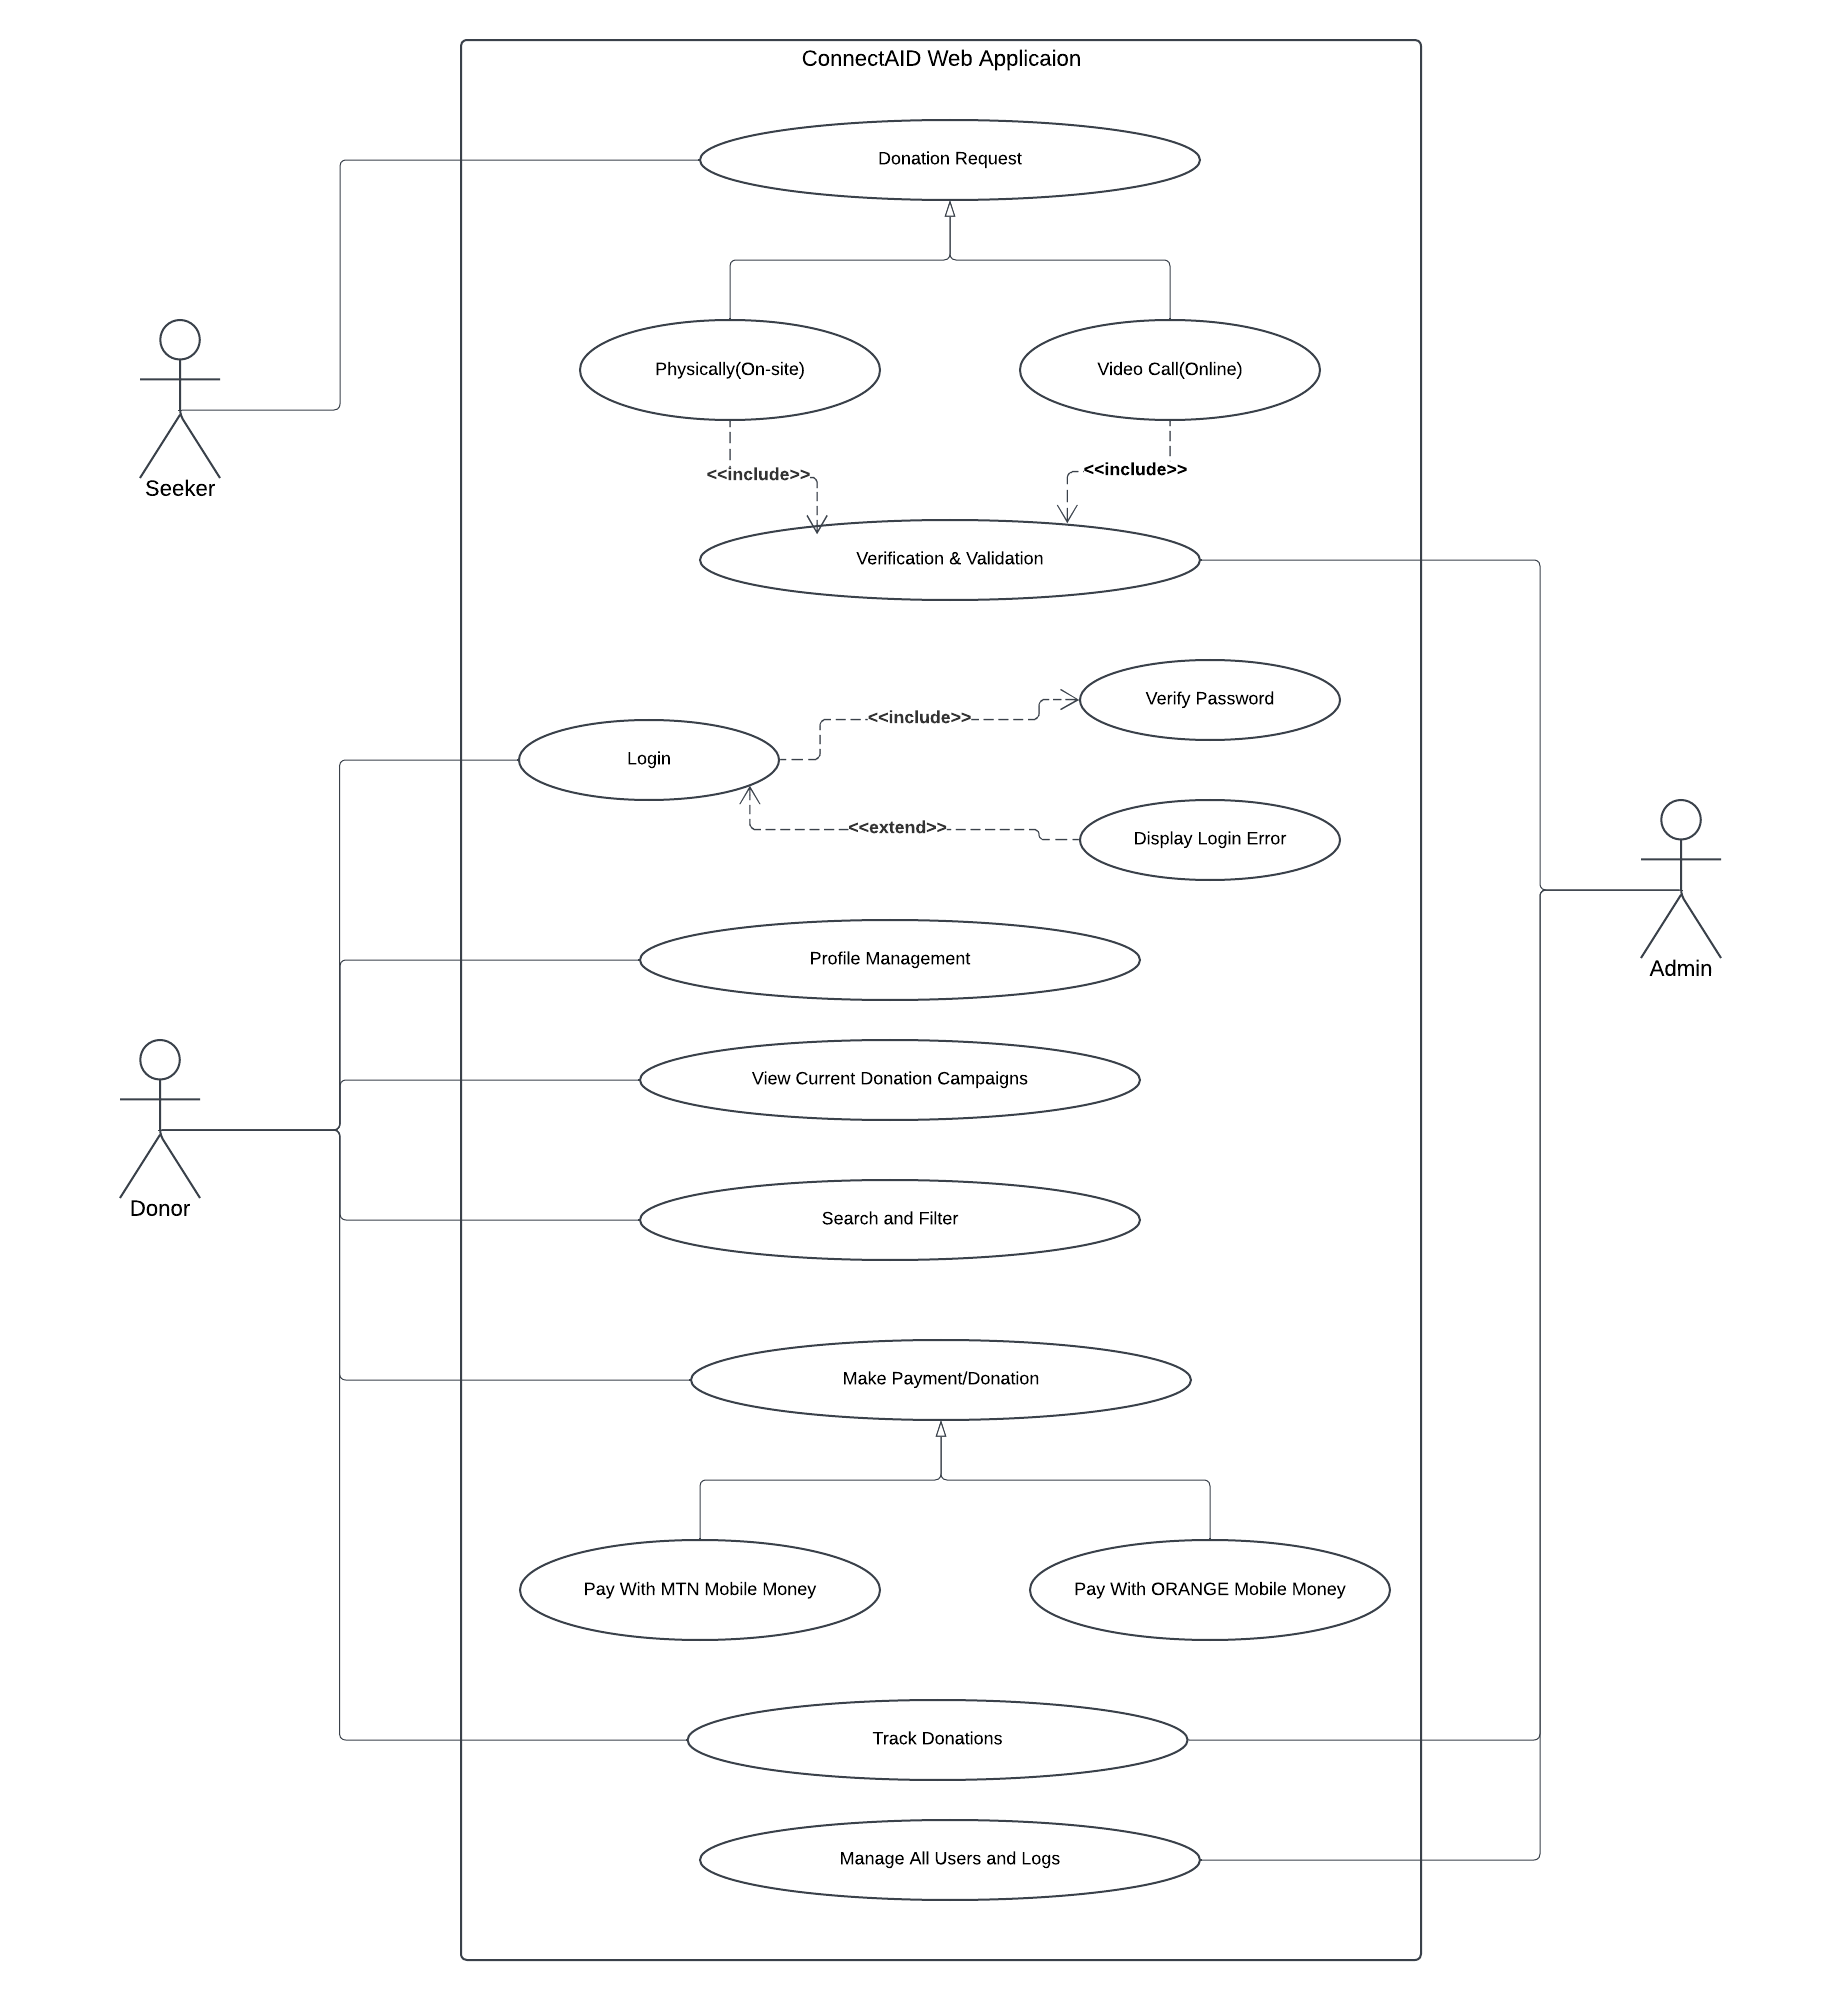 ConnectAID Web Applicaion
Donation Request
Physically(On-site)
Video Call(Online)
<<include>>
<<include>>
Seeker
Verification & Validation
Verify Password
<<include>>
Login
<<extend>>
Display Login Error
Profile Management
Admin
View Current Donation Campaigns
Donor
Search and Filter
Make Payment/Donation
Pay With MTN Mobile Money
Pay With ORANGE Mobile Money
Track Donations
Manage All Users and Logs